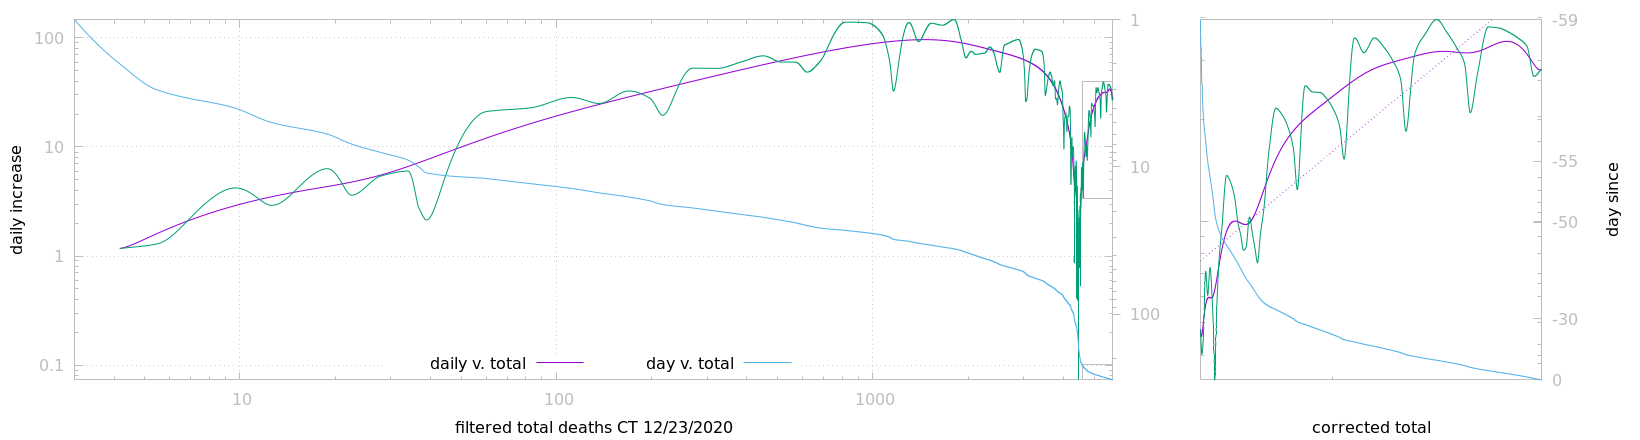 100
10
1
0.1
daily increase
10
100
1000
filtered total deaths CT 12/23/2020
daily v. total
day v. total
1
10
100
-59
-55
-50
-30
0
day since
corrected total